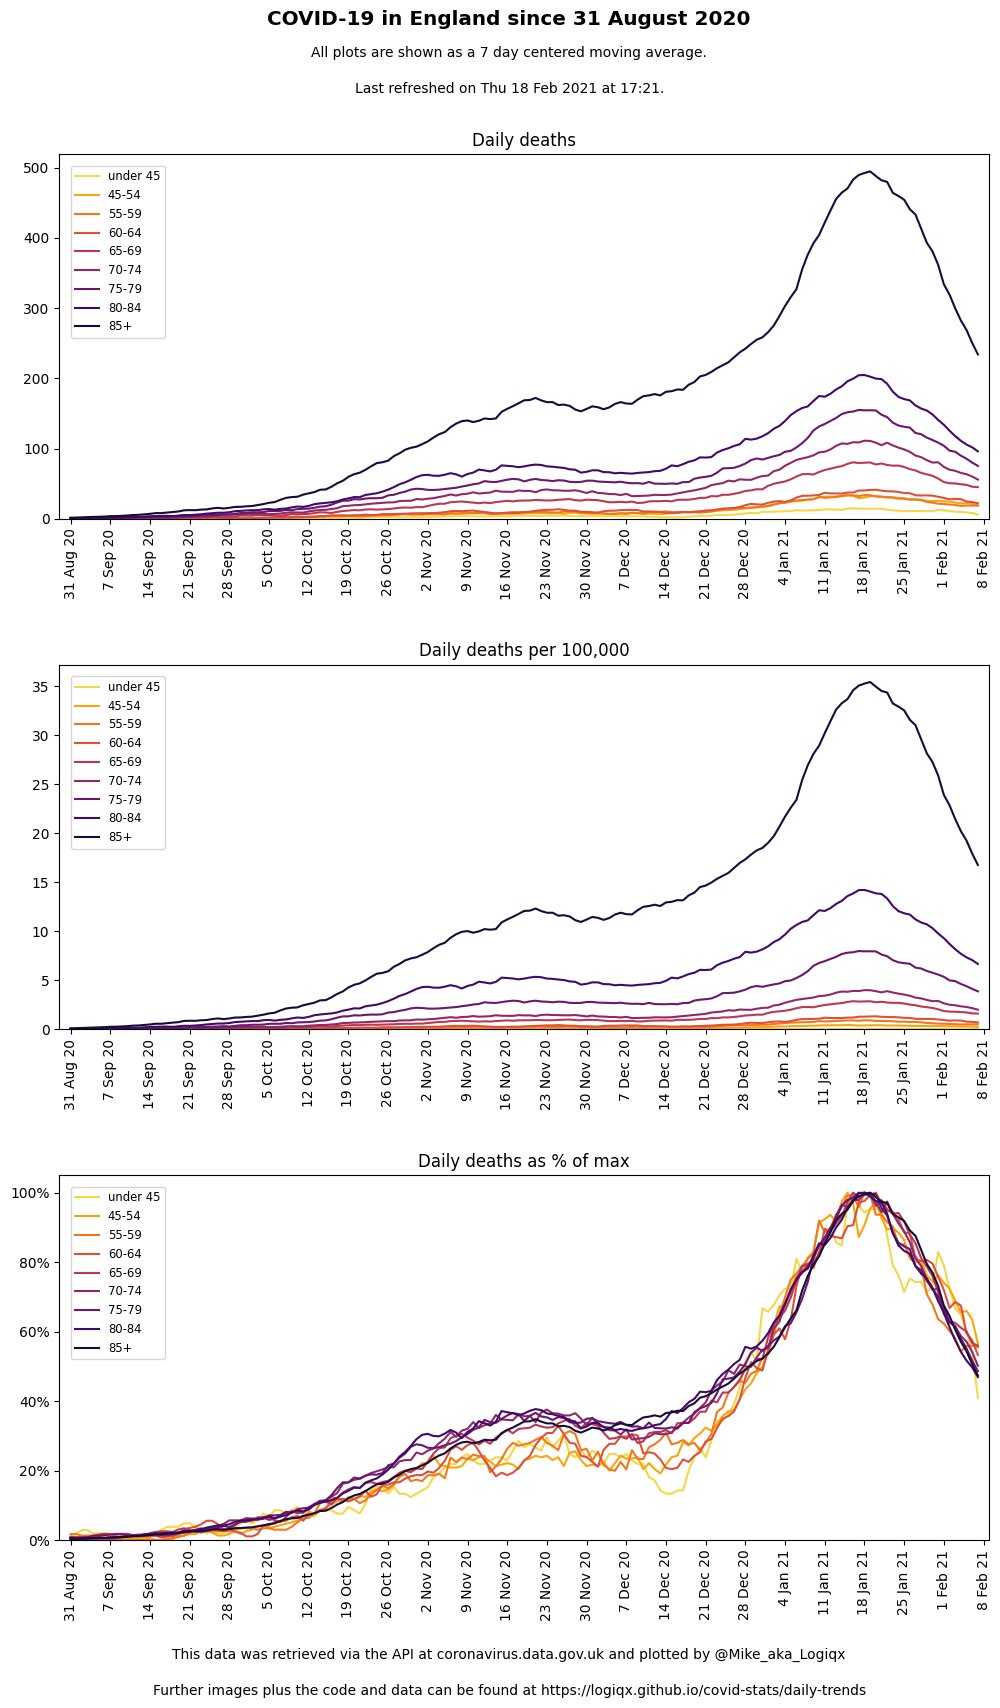 COVID-19 in England since 31 August 2020
All plots are shown as a 7 day centered moving average.
Last refreshed on Thu 18 Feb 2021 at 17:21.
Daily deaths
500
400
300
200
100
0
under 45
45-54
55-59
60-64
65-69
70-74
75-79
80-84
85+
31 Aug 20
7 Sep 20
14 Sep 20
21 Sep 20
28 Sep 20
5 Oct 20
12 Oct 20
19 Oct 20
26 Oct 20
2 Nov 20
9 Nov 20
16 Nov 20
23 Nov 20
30 Nov 20
7 Dec 20
14 Dec 20
21 Dec 20
28 Dec 20
4 Jan 21
11 Jan 21
18 Jan 21
25 Jan 21
1 Feb 21
8 Feb 21
Daily deaths per 100,000
35
30
25
20
15
10
5
0
under 45
45-54
55-59
60-64
65-69
70-74
75-79
80-84
85+
31 Aug 20
7 Sep 20
14 Sep 20
21 Sep 20
28 Sep 20
5 Oct 20
12 Oct 20
19 Oct 20
26 Oct 20
2 Nov 20
9 Nov 20
16 Nov 20
23 Nov 20
30 Nov 20
7 Dec 20
14 Dec 20
21 Dec 20
28 Dec 20
4 Jan 21
11 Jan 21
18 Jan 21
25 Jan 21
1 Feb 21
8 Feb 21
Daily deaths as % of max
100%
80%
60%
40%
20%
0%
under 45
45-54
55-59
60-64
65-69
70-74
75-79
80-84
85+
31 Aug 20
7 Sep 20
14 Sep 20
21 Sep 20
28 Sep 20
5 Oct 20
12 Oct 20
19 Oct 20
26 Oct 20
2 Nov 20
9 Nov 20
16 Nov 20
23 Nov 20
30 Nov 20
7 Dec 20
14 Dec 20
21 Dec 20
28 Dec 20
4 Jan 21
11 Jan 21
18 Jan 21
25 Jan 21
1 Feb 21
8 Feb 21
This data was retrieved via the API at coronavirus.data.gov.uk and plotted by @Mike_aka_Logiqx
Further images plus the code and data can be found at https://logiqx.github.io/covid-stats/daily-trends